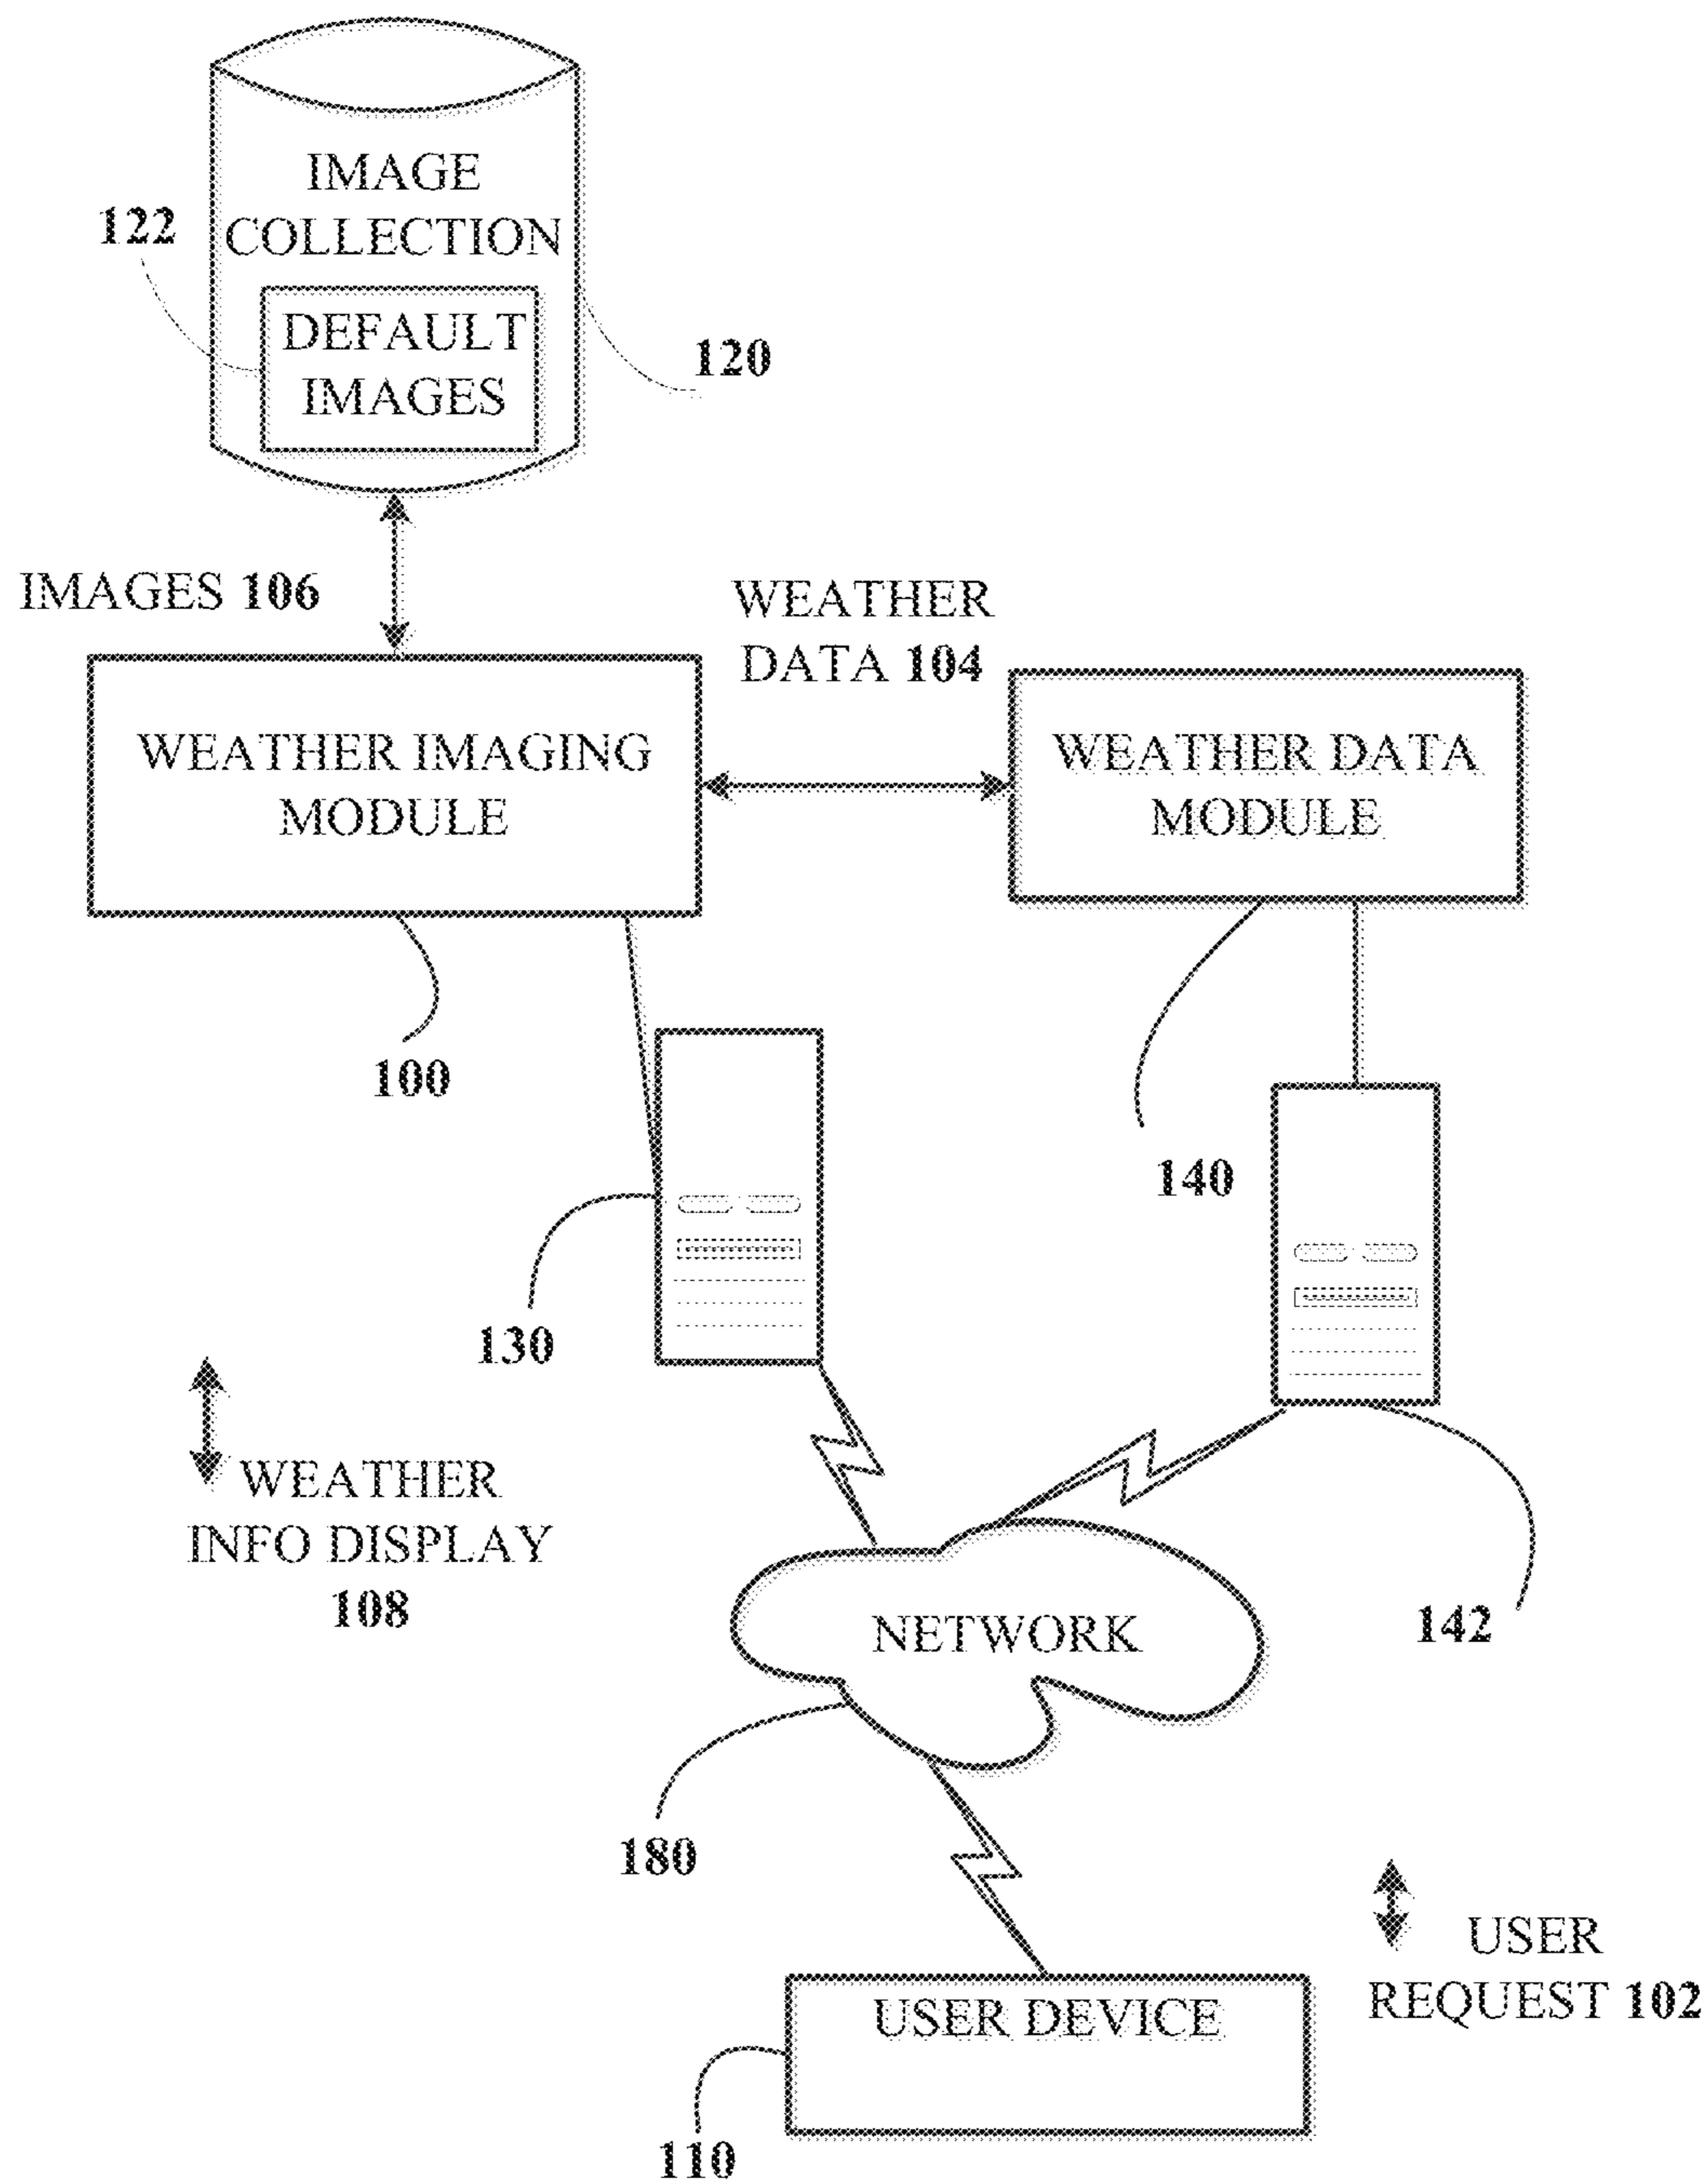 IMAGE
COLLECTION
122
DEFAULT
IMAGES
120
IMAGES 106
WEATHER
DATA 104
WEATHER IMAGING
MODULE
WEATHER DATA
MODULE
100
140
130
WEATHER
INFO DISPLAY
108
NETWORK
142
180
USER
REQUEST 102
USER DEVICE
110